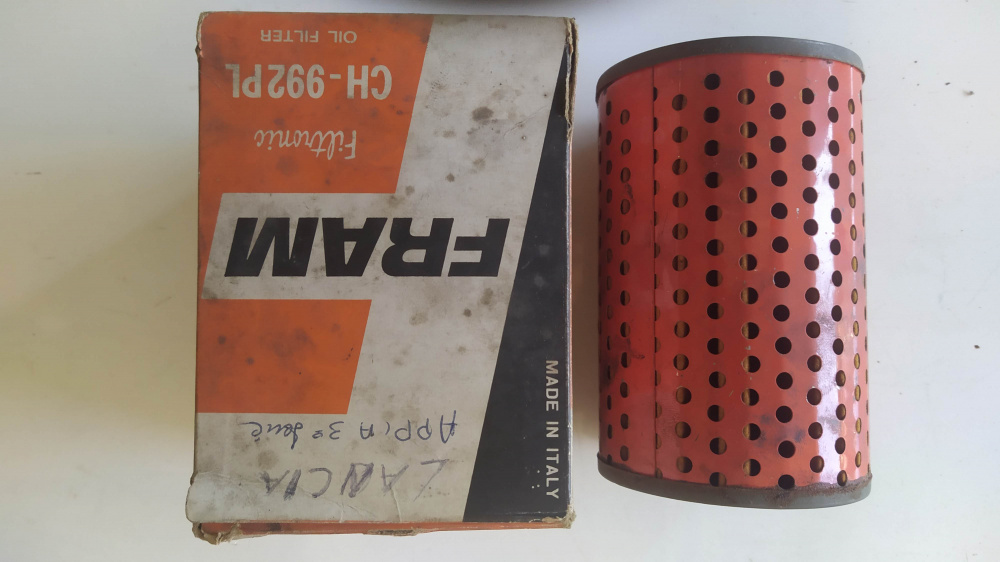 LANCIA
APPIA 3ª Serie
FRAM
Filtronic
CH-992PL
OIL FILTER
MADE IN ITALY